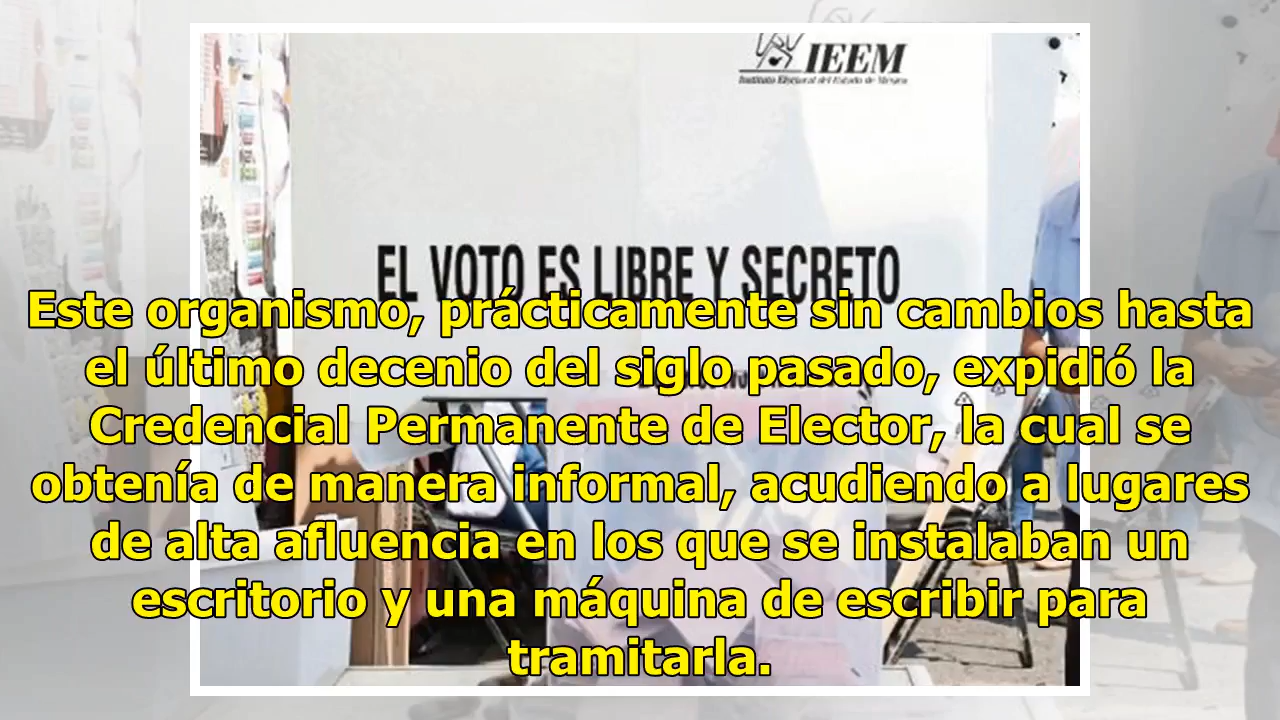 IEEM
Instituto Electoral del Estado de México
EL VOTO ES LIBRE Y SECRETO
Este organismo, prácticamente sin cambios hasta
el último decenio del siglo pasado, expidió la
Credencial Permanente de Elector, la cual se
obtenía de manera informal, acudiendo a lugares
de alta afluencia en los que se instalaban un
escritorio y una máquina de escribir para
tramitarla.